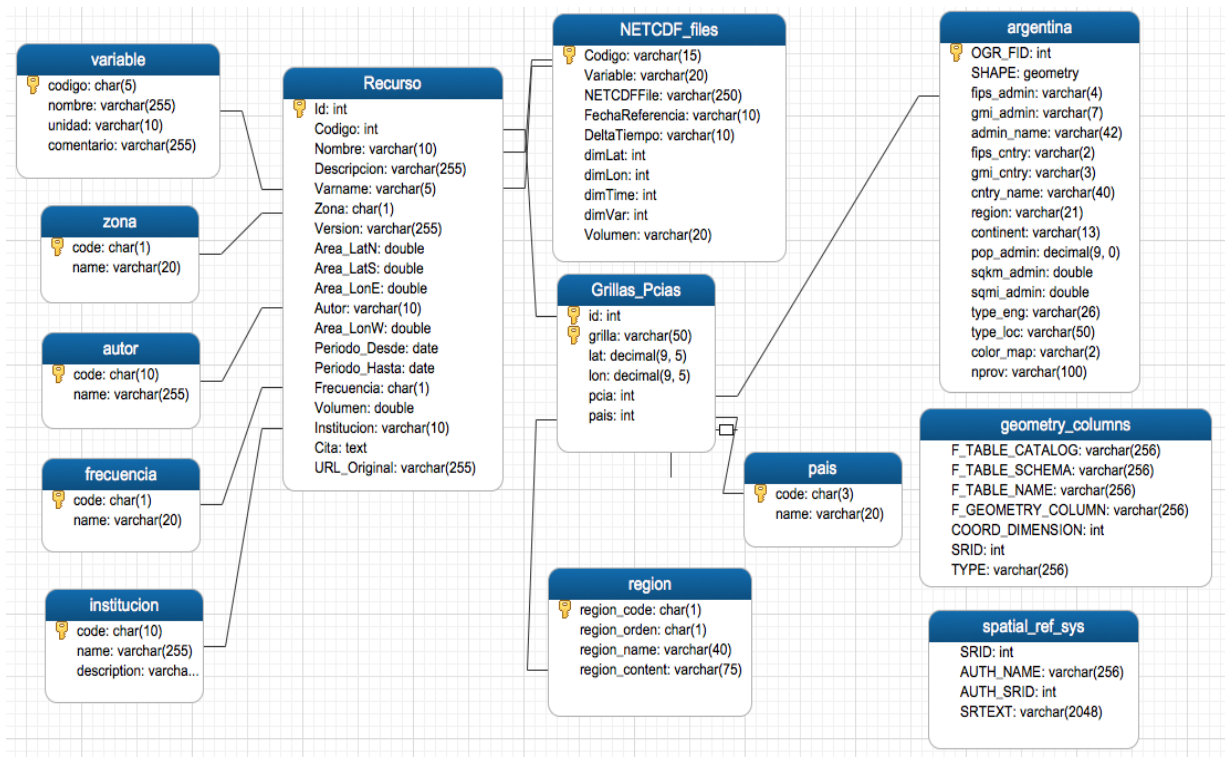 variable
codigo: char(5)
nombre: varchar(255)
unidad: varchar(10)
comentario: varchar(255)
zona
code: char(1)
name: varchar(20)
autor
code: char(10)
name: varchar(255)
frecuencia
code: char(1)
name: varchar(20)
institucion
code: char(10)
name: varchar(255)
description: varcha...
Recurso
Id: int
Codigo: int
Nombre: varchar(10)
Descripcion: varchar(255)
Varname: varchar(5)
Zona: char(1)
Version: varchar(255)
Area_LatN: double
Area_LatS: double
Area_LonE: double
Autor: varchar(10)
Area_LonW: double
Periodo_Desde: date
Periodo_Hasta: date
Frecuencia: char(1)
Volumen: double
Institucion: varchar(10)
Cita: text
URL_Original: varchar(255)
NETCDF_files
Codigo: varchar(15)
Variable: varchar(20)
NETCDFFile: varchar(250)
FechaReferencia: varchar(10)
DeltaTiempo: varchar(10)
dimLat: int
dimLon: int
dimTime: int
dimVar: int
Volumen: varchar(20)
Grillas_Pcias
id: int
grilla: varchar(50)
lat: decimal(9, 5)
lon: decimal(9, 5)
pcia: int
pais: int
pais
code: char(3)
name: varchar(20)
region
region_code: char(1)
region_orden: char(1)
region_name: varchar(40)
region_content: varchar(75)
argentina
OGR_FID: int
SHAPE: geometry
fips_admin: varchar(4)
gmi_admin: varchar(7)
admin_name: varchar(42)
fips_cntry: varchar(2)
gmi_cntry: varchar(3)
cntry_name: varchar(40)
region: varchar(21)
continent: varchar(13)
pop_admin: decimal(9, 0)
sqkm_admin: double
sqmi_admin: double
type_eng: varchar(26)
type_loc: varchar(50)
color_map: varchar(2)
nprov: varchar(100)
geometry_columns
F_TABLE_CATALOG: varchar(256)
F_TABLE_SCHEMA: varchar(256)
F_TABLE_NAME: varchar(256)
F_GEOMETRY_COLUMN: varchar(256)
COORD_DIMENSION: int
SRID: int
TYPE: varchar(256)
spatial_ref_sys
SRID: int
AUTH_NAME: varchar(256)
AUTH_SRID: int
SRTEXT: varchar(2048)